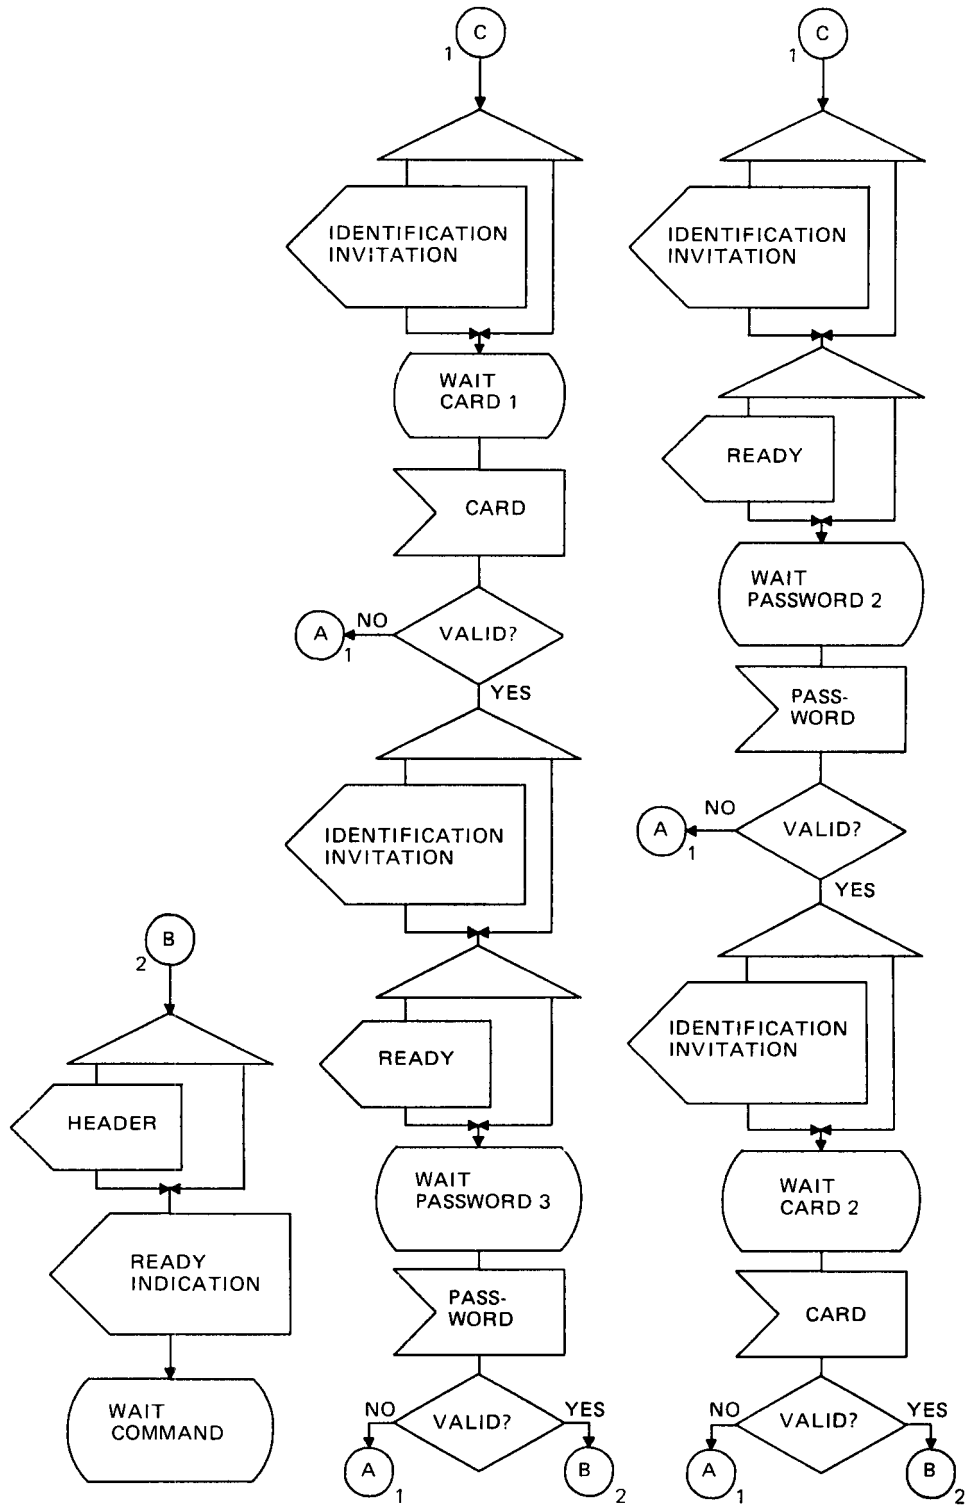 C
1
IDENTIFICATION
INVITATION
WAIT
CARD 1
CARD
VALID?
NO
A
1
YES
IDENTIFICATION
INVITATION
READY
WAIT
PASSWORD 3
PASS-
WORD
VALID?
NO
A
1
YES
B
2
C
1
IDENTIFICATION
INVITATION
READY
WAIT
PASSWORD 2
PASS-
WORD
VALID?
NO
A
1
YES
IDENTIFICATION
INVITATION
WAIT
CARD 2
CARD
VALID?
NO
A
1
YES
B
2
B
2
HEADER
READY
INDICATION
WAIT
COMMAND